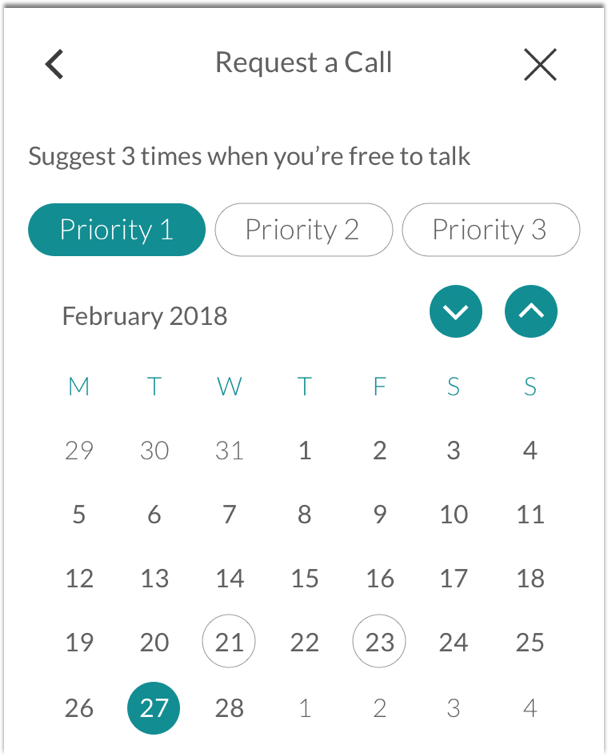 Request a Call
Suggest 3 times when you’re free to talk
Priority 1 Priority 2 Priority 3
February 2018
M T W T F S S
29 30 31 1 2 3 4
5 6 7 8 9 10 11
12 13 14 15 16 17 18
19 20 21 22 23 24 25
26 27 28 1 2 3 4